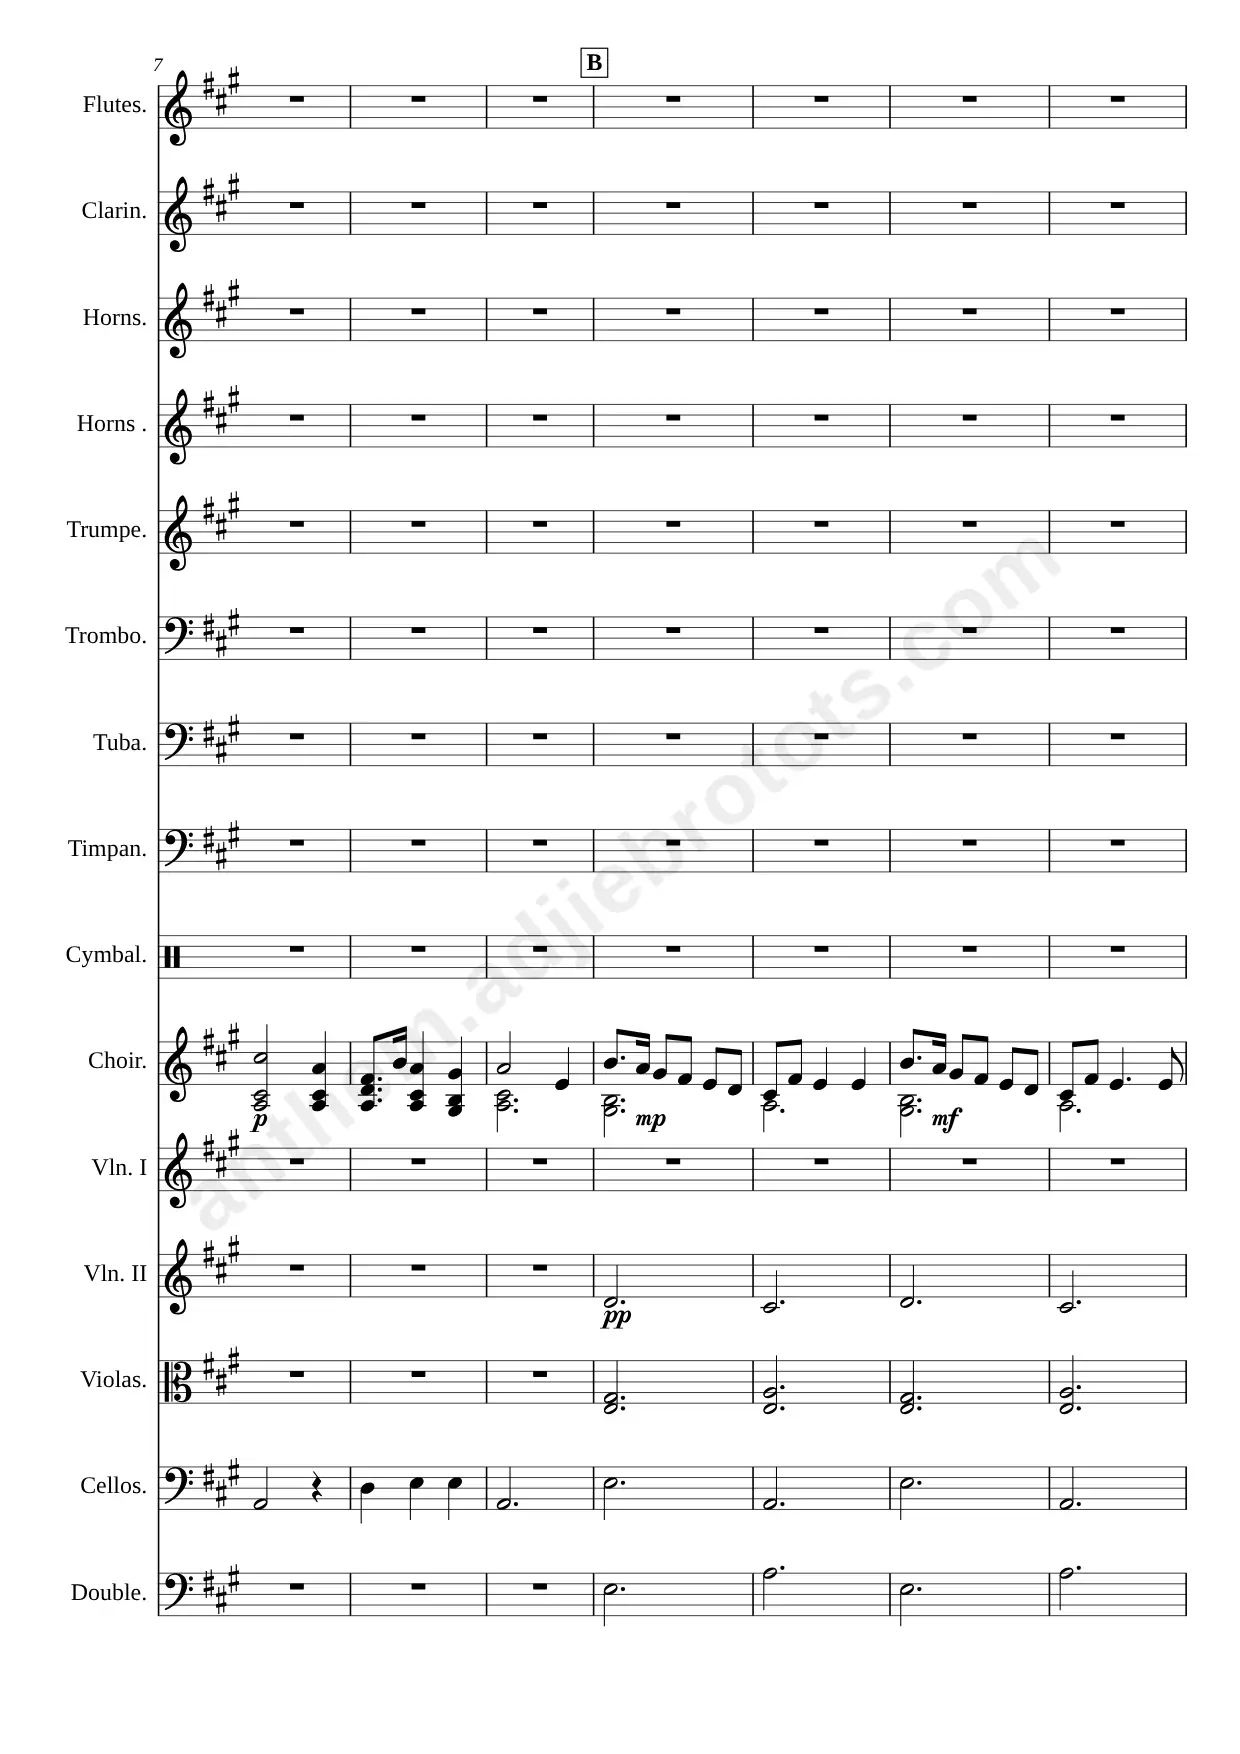 7
B
Flutes.
Clarin.
Horns.
Horns .
Trumpe.
Trombo.
Tuba.
Timpan.
Cymbal.
Choir.
p
mp
mf
Vln. I
Vln. II
pp
Violas.
Cellos.
Double.
anthem.adjiebrotots.com